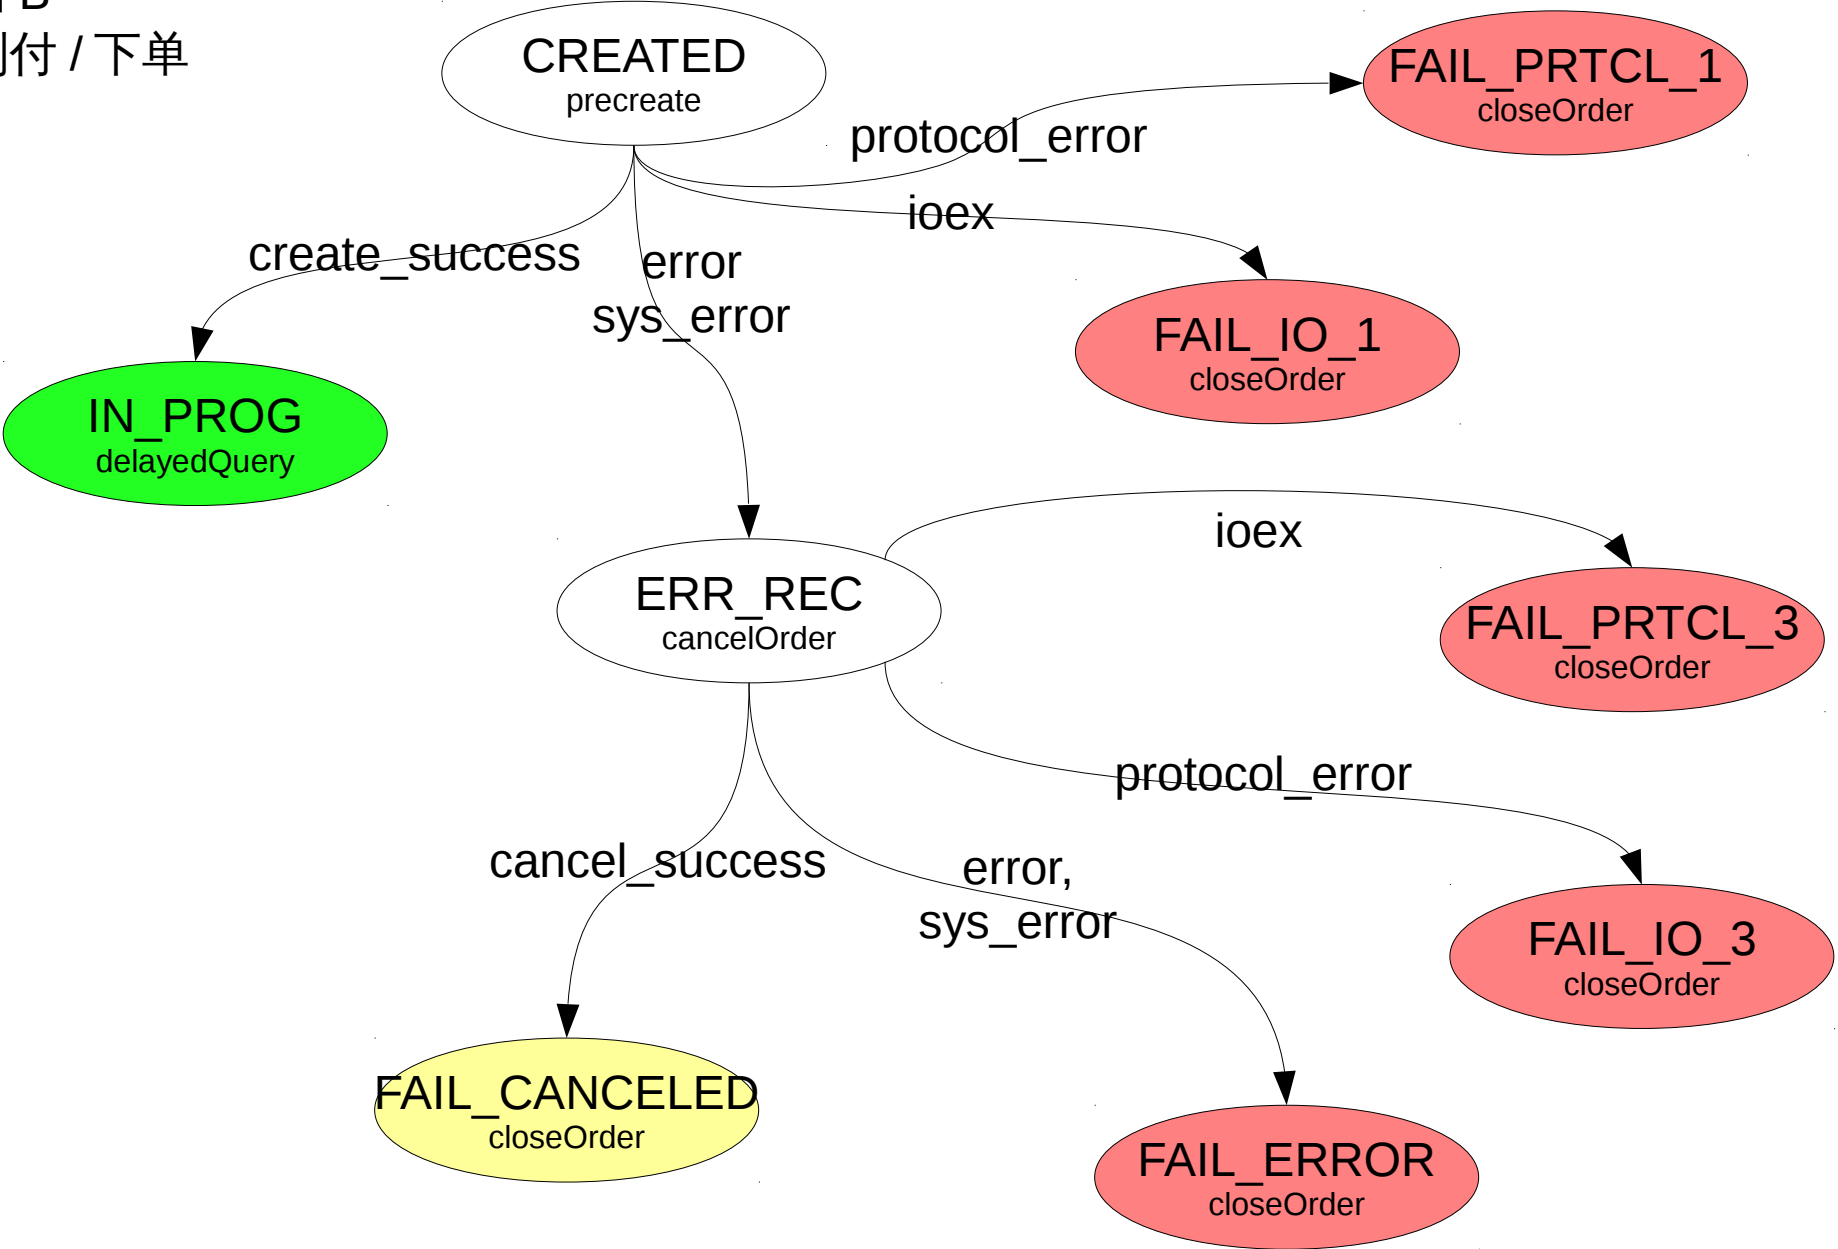 B
付 / 下单
CREATED
precreate
FAIL_PRTCL_1
closeOrder
protocol_error
ioex
create_success
error
sys_error
FAIL_IO_1
closeOrder
IN_PROG
delayedQuery
ioex
ERR_REC
cancelOrder
FAIL_PRTCL_3
closeOrder
protocol_error
cancel_success
error,
sys_error
FAIL_IO_3
closeOrder
FAIL_CANCELED
closeOrder
FAIL_ERROR
closeOrder